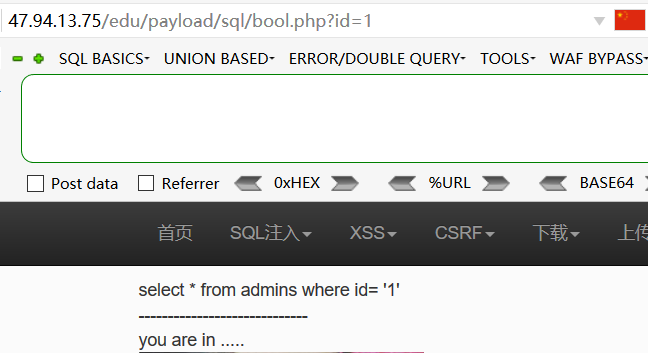 47.94.13.75/edu/payload/sql/bool.php?id=1
SQL BASICS UNION BASED ERROR/DOUBLE QUERY TOOLS WAF BYPASS
Post data Referrer 0xHEX %URL BASE64
首页 SQL注入 XSS CSRF 下载 上传
select * from admins where id= '1'
-----------------------------
you are in .....